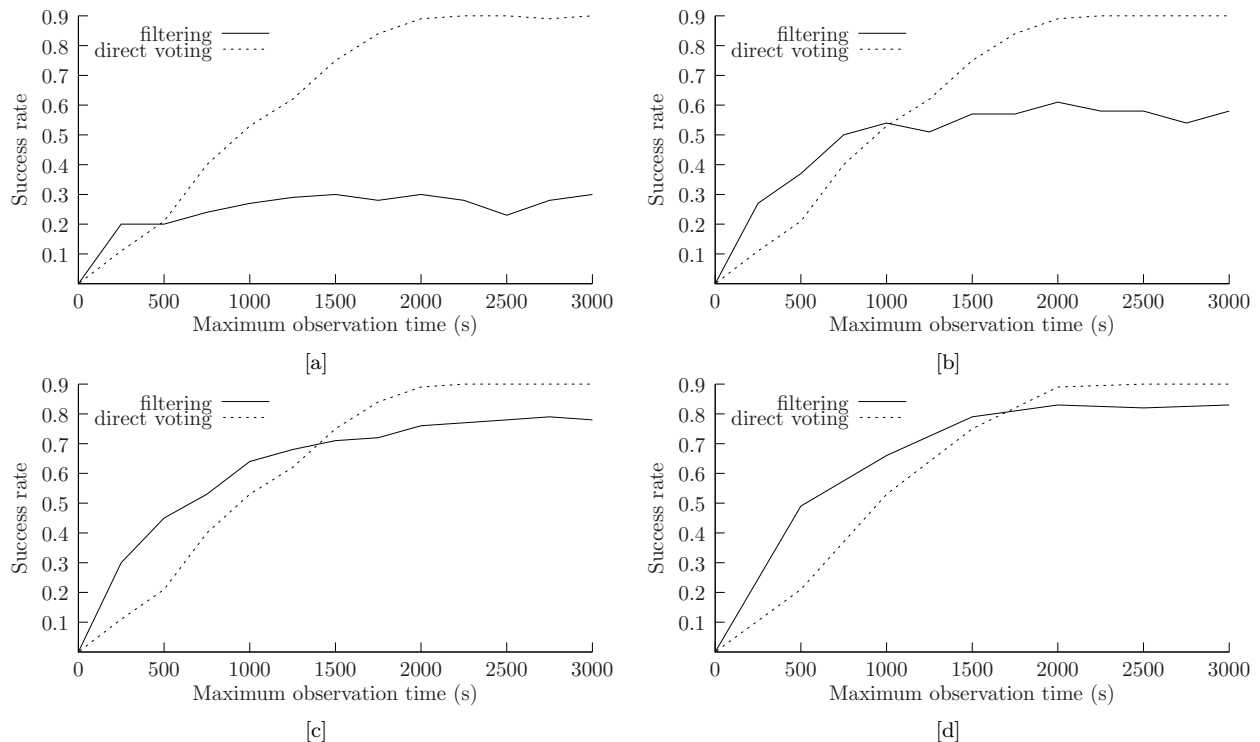 0.9
0.8
0.7
0.6
0.5
0.4
0.3
0.2
0.1
Success rate
filtering
direct voting
0 500 1000 1500 2000 2500 3000
Maximum observation time (s)
[a]
0.9
0.8
0.7
0.6
0.5
0.4
0.3
0.2
0.1
Success rate
filtering
direct voting
0 500 1000 1500 2000 2500 3000
Maximum observation time (s)
[b]
0.9
0.8
0.7
0.6
0.5
0.4
0.3
0.2
0.1
Success rate
filtering
direct voting
0 500 1000 1500 2000 2500 3000
Maximum observation time (s)
[c]
0.9
0.8
0.7
0.6
0.5
0.4
0.3
0.2
0.1
Success rate
filtering
direct voting
0 500 1000 1500 2000 2500 3000
Maximum observation time (s)
[d]